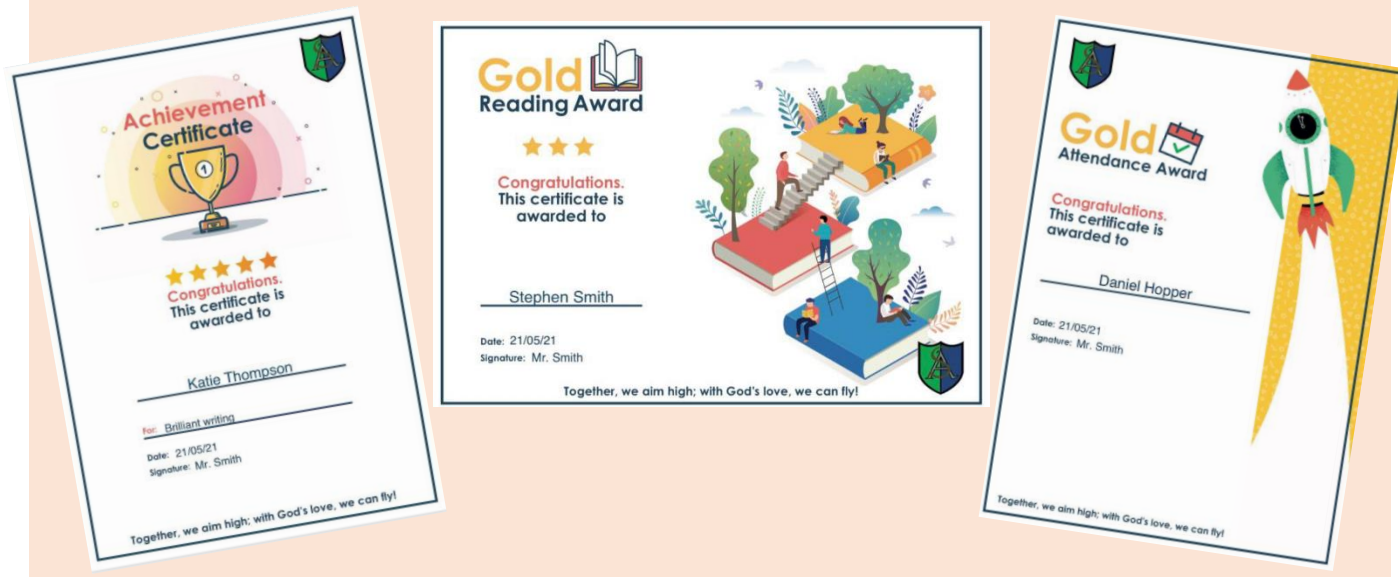 Achievement
Certificate
1
Congratulations.
This certificate is
awarded to
Katie Thompson
For: Brilliant writing
Date: 21/05/21
Signature: Mr. Smith
Together, we aim high; with God's love, we can fly!
SA
Gold
Reading Award
Congratulations.
This certificate is
awarded to
Stephen Smith
Date: 21/05/21
Signature: Mr. Smith
Together, we aim high; with God's love, we can fly!
SA
Gold
Attendance Award
Congratulations.
This certificate is
awarded to
Daniel Hopper
Date: 21/05/21
Signature: Mr. Smith
Together, we aim high; with God's love, we can fly!
SA